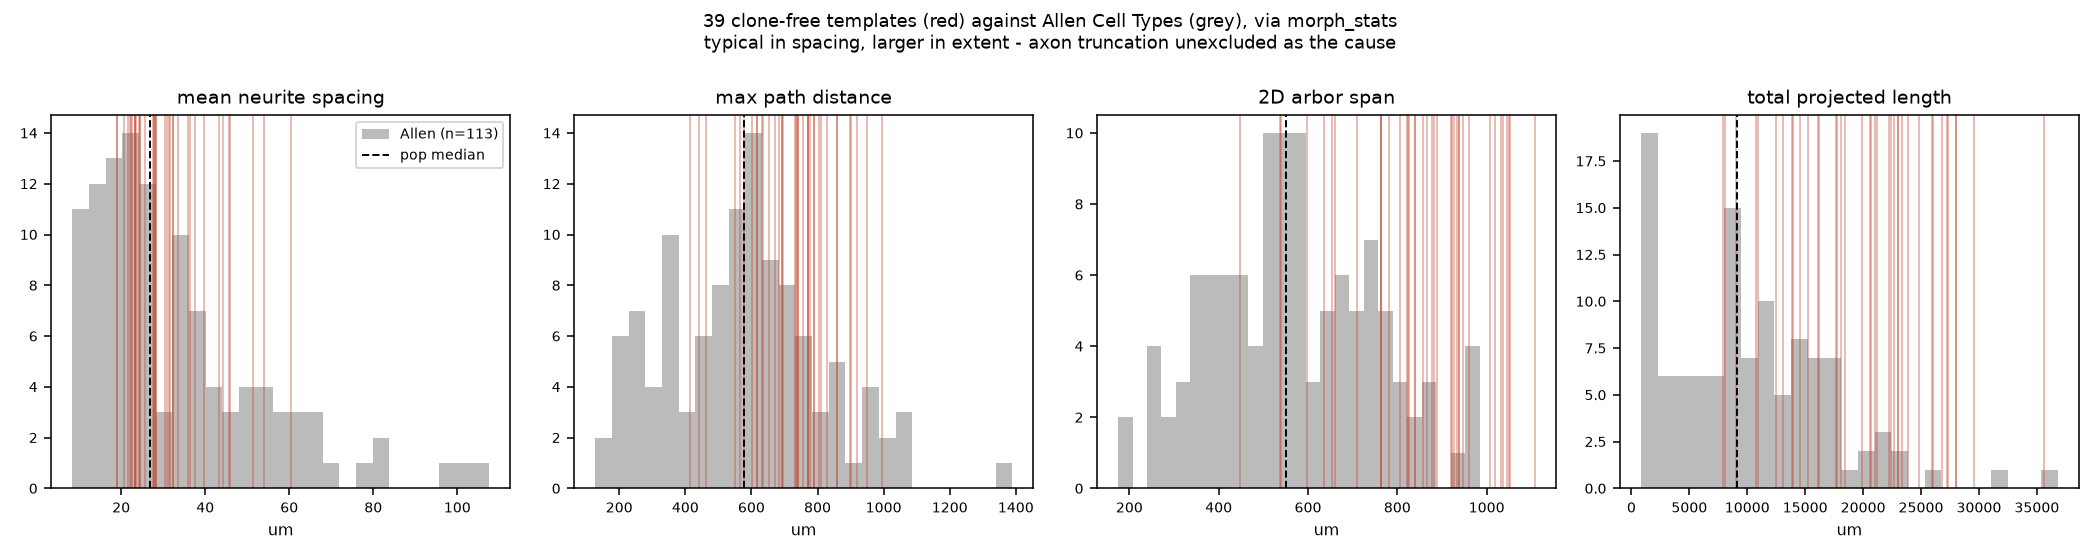 39 clone-free templates (red) against Allen Cell Types (grey), via morph_stats
typical in spacing, larger in extent - axon truncation unexcluded as the cause
mean neurite spacing
14
12
10
8
6
4
2
0
Allen (n=113)
pop median
20 40 60 80 100
um
max path distance
14
12
10
8
6
4
2
0
200 400 600 800 1000 1200 1400
um
2D arbor span
10
8
6
4
2
0
200 400 600 800 1000
um
total projected length
17.5
15.0
12.5
10.0
7.5
5.0
2.5
0.0
0 5000 10000 15000 20000 25000 30000 35000
um